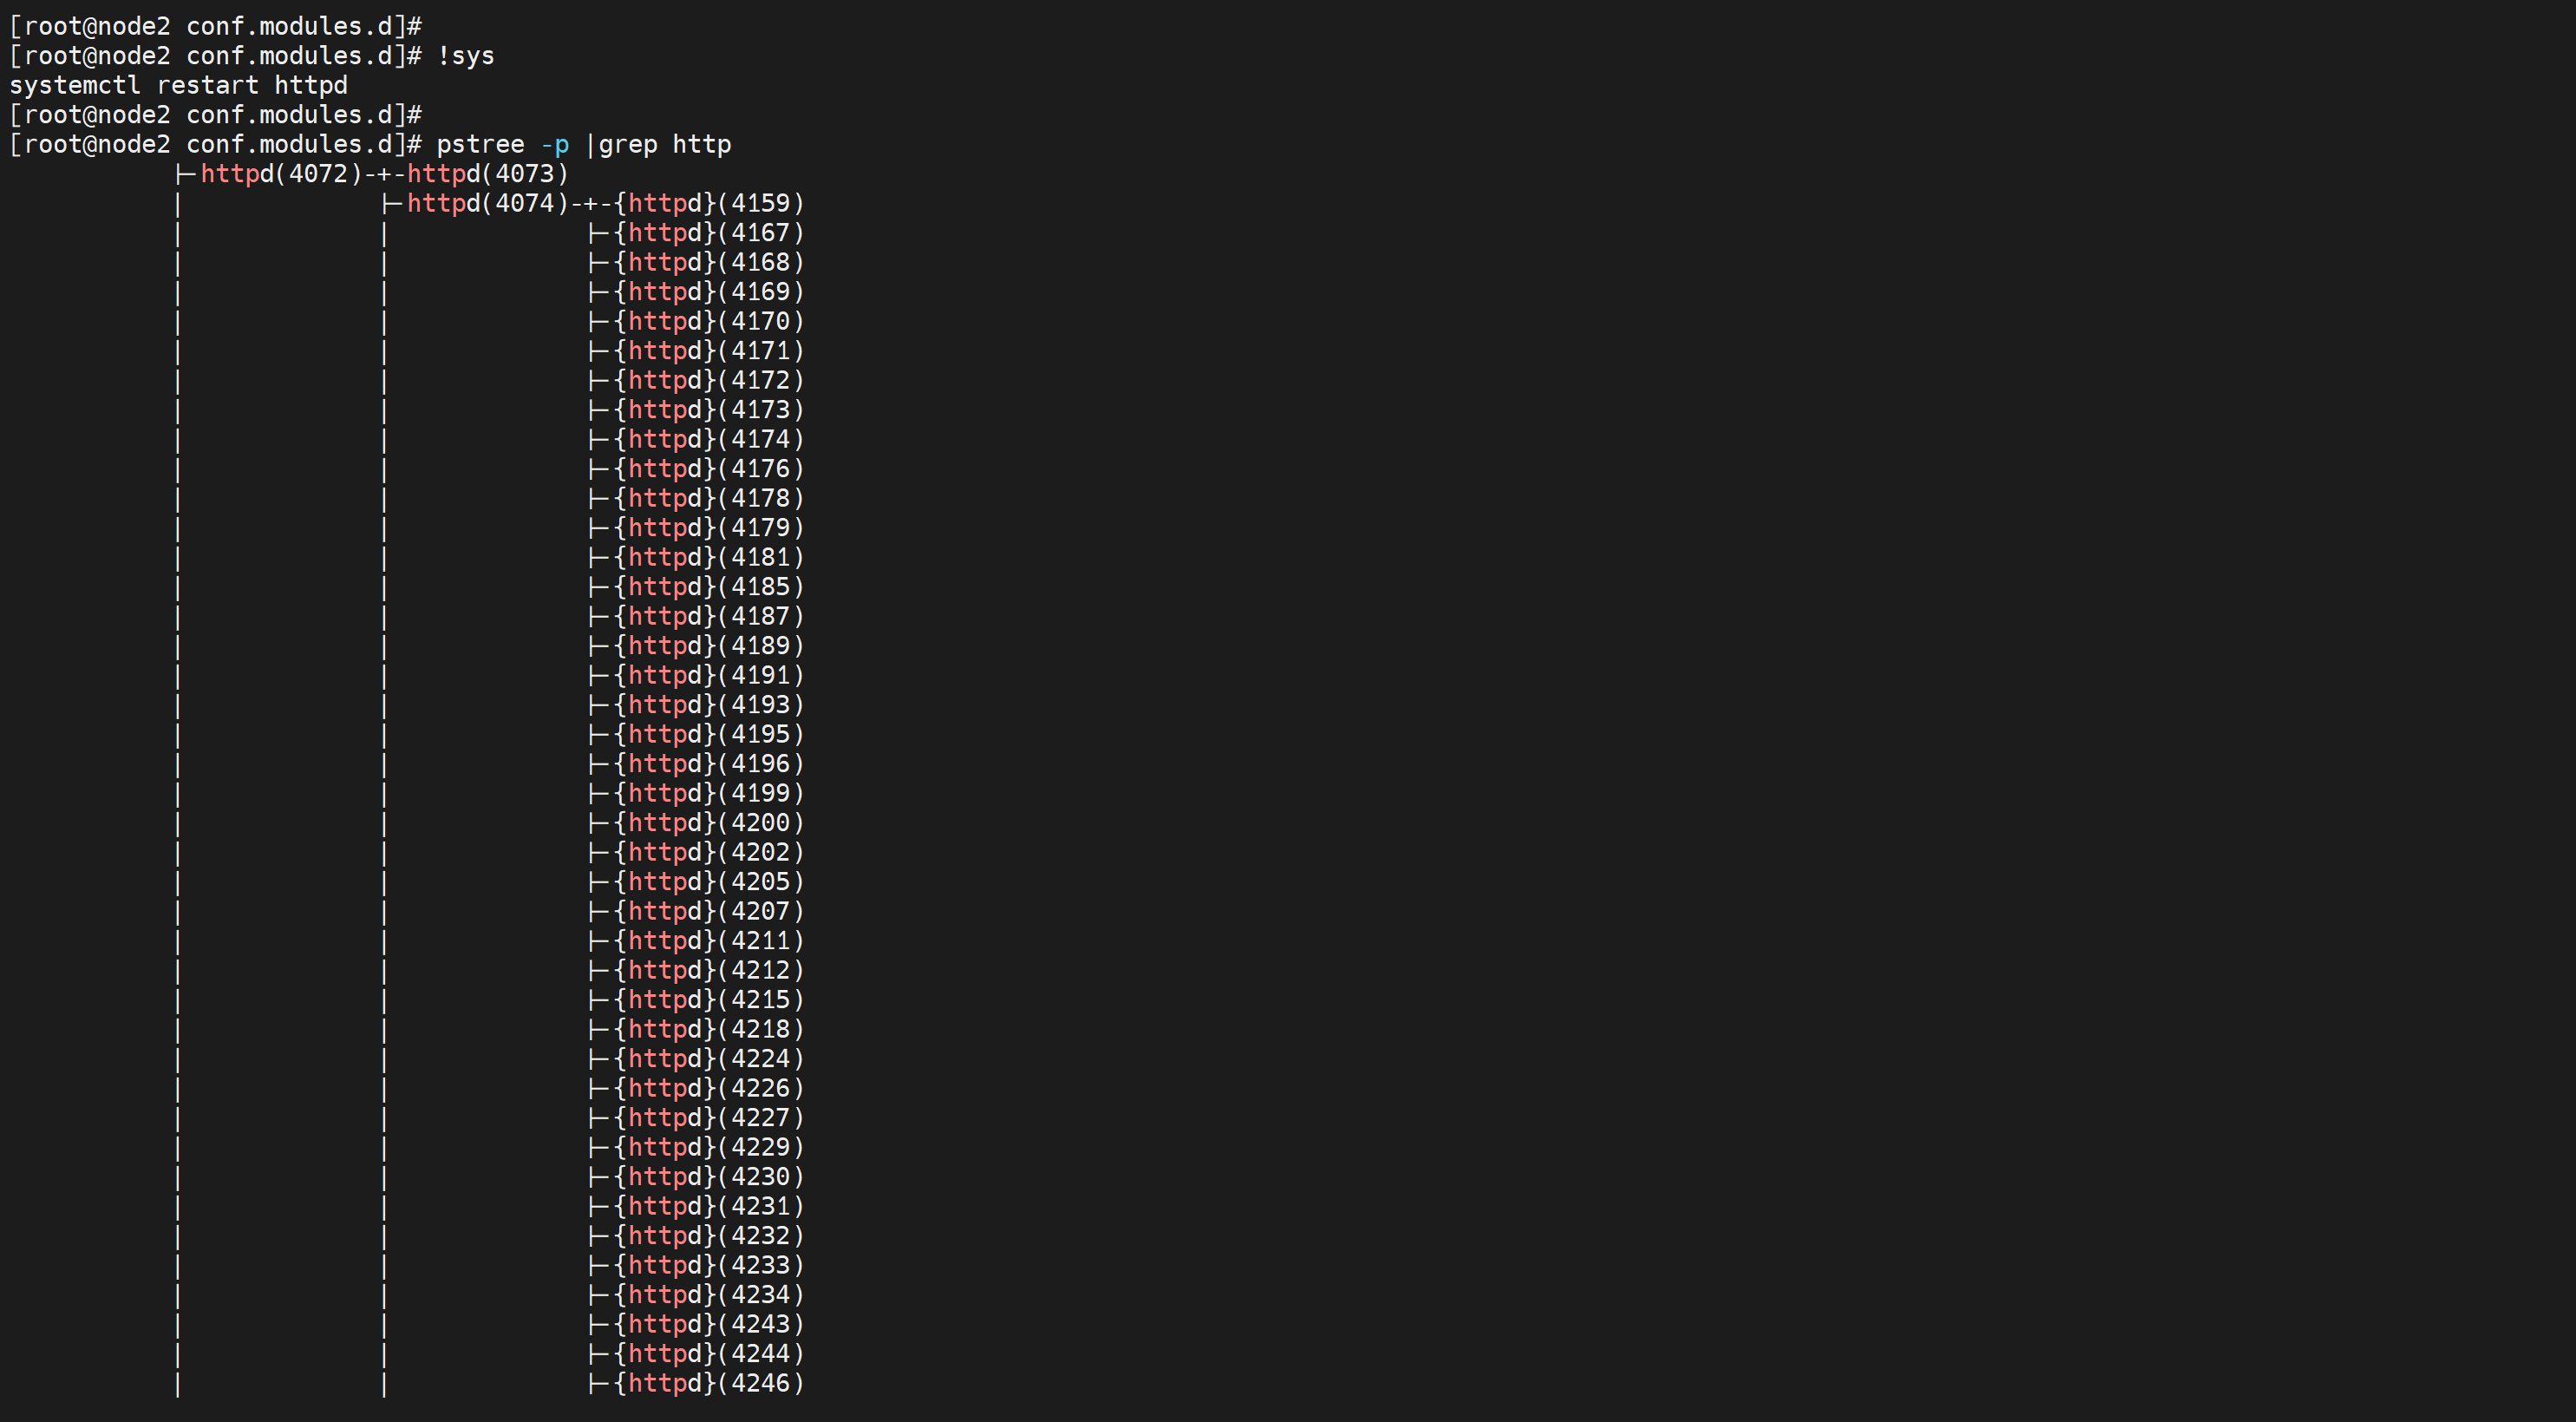 [root@node2 conf.modules.d]#
[root@node2 conf.modules.d]# !sys
systemctl restart httpd
[root@node2 conf.modules.d]#
[root@node2 conf.modules.d]# pstree -p |grep http
           ├─httpd(4072)-+-httpd(4073)
           |             ├─httpd(4074)-+-{httpd}(4159)
           |             |             ├─{httpd}(4167)
           |             |             ├─{httpd}(4168)
           |             |             ├─{httpd}(4169)
           |             |             ├─{httpd}(4170)
           |             |             ├─{httpd}(4171)
           |             |             ├─{httpd}(4172)
           |             |             ├─{httpd}(4173)
           |             |             ├─{httpd}(4174)
           |             |             ├─{httpd}(4176)
           |             |             ├─{httpd}(4178)
           |             |             ├─{httpd}(4179)
           |             |             ├─{httpd}(4181)
           |             |             ├─{httpd}(4185)
           |             |             ├─{httpd}(4187)
           |             |             ├─{httpd}(4189)
           |             |             ├─{httpd}(4191)
           |             |             ├─{httpd}(4193)
           |             |             ├─{httpd}(4195)
           |             |             ├─{httpd}(4196)
           |             |             ├─{httpd}(4199)
           |             |             ├─{httpd}(4200)
           |             |             ├─{httpd}(4202)
           |             |             ├─{httpd}(4205)
           |             |             ├─{httpd}(4207)
           |             |             ├─{httpd}(4211)
           |             |             ├─{httpd}(4212)
           |             |             ├─{httpd}(4215)
           |             |             ├─{httpd}(4218)
           |             |             ├─{httpd}(4224)
           |             |             ├─{httpd}(4226)
           |             |             ├─{httpd}(4227)
           |             |             ├─{httpd}(4229)
           |             |             ├─{httpd}(4230)
           |             |             ├─{httpd}(4231)
           |             |             ├─{httpd}(4232)
           |             |             ├─{httpd}(4233)
           |             |             ├─{httpd}(4234)
           |             |             ├─{httpd}(4243)
           |             |             ├─{httpd}(4244)
           |             |             ├─{httpd}(4246)